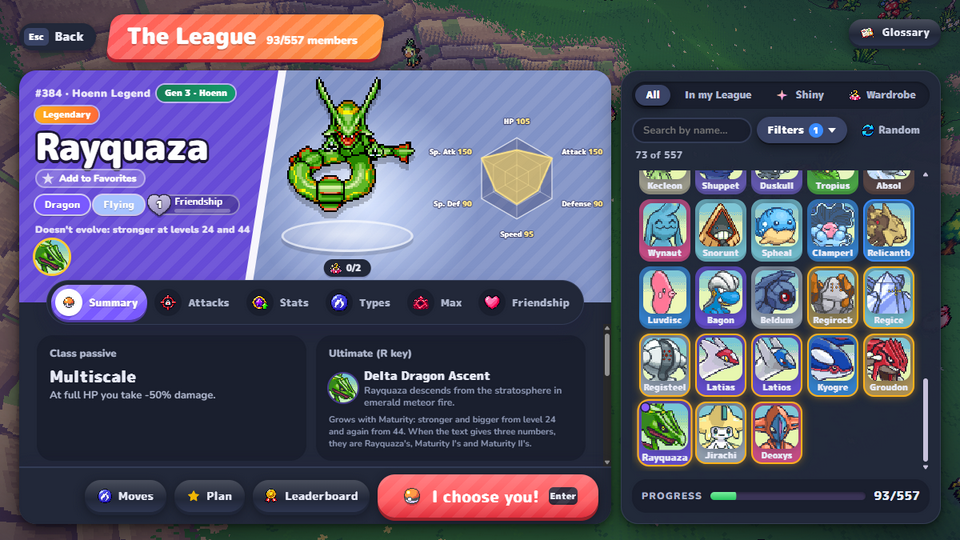 Esc Back
The League 93/557 members
Glossary
#384 · Hoenn Legend Gen 3 - Hoenn
Legendary
Rayquaza
Add to Favorites
Dragon Flying 1 Friendship
Doesn't evolve: stronger at levels 24 and 44
HP 105
Sp. Atk 150 Attack 150
Sp. Def 90 Defense 90
Speed 95
0/2
Summary Attacks Stats Types Max Friendship
Class passive
Multiscale
At full HP you take -50% damage.
Ultimate (R key)
Delta Dragon Ascent
Rayquaza descends from the stratosphere in
emerald meteor fire.
Grows with Maturity: stronger and bigger from level 24
and again from 44. When the text gives three numbers,
they are Rayquaza's, Maturity I's and Maturity II's.
Moves Plan Leaderboard I choose you! Enter
All In my League Shiny Wardrobe
Search by name... Filters 1 Random
73 of 557
Kecleon Shuppet Duskull Tropius Absol
Wynaut Snorunt Spheal Clamperl Relicanth
Luvdisc Bagon Beldum Regirock Regice
Registeel Latias Latios Kyogre Groudon
Rayquaza Jirachi Deoxys
PROGRESS 93/557